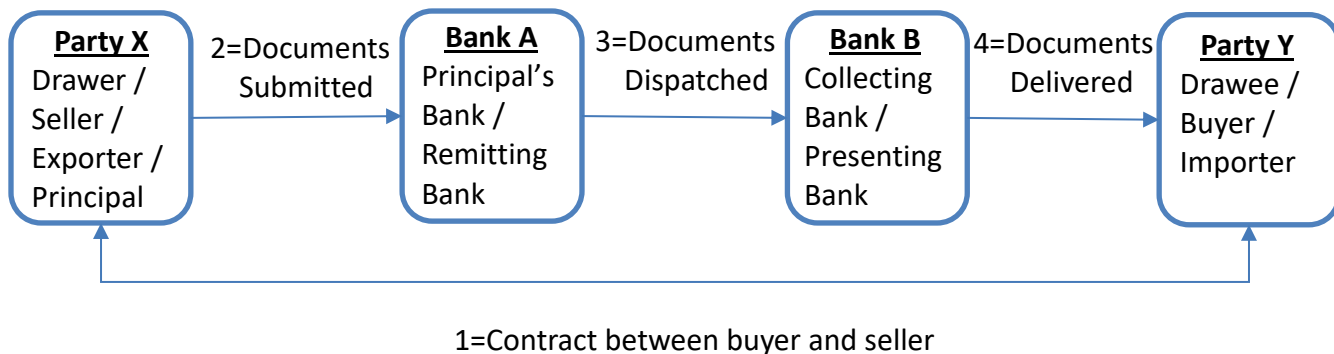 Party X
Drawer /
Seller /
Exporter /
Principal
2=Documents
Submitted
Bank A
Principal’s
Bank /
Remitting
Bank
3=Documents
Dispatched
Bank B
Collecting
Bank /
Presenting
Bank
4=Documents
Delivered
Party Y
Drawee /
Buyer /
Importer
1=Contract between buyer and seller